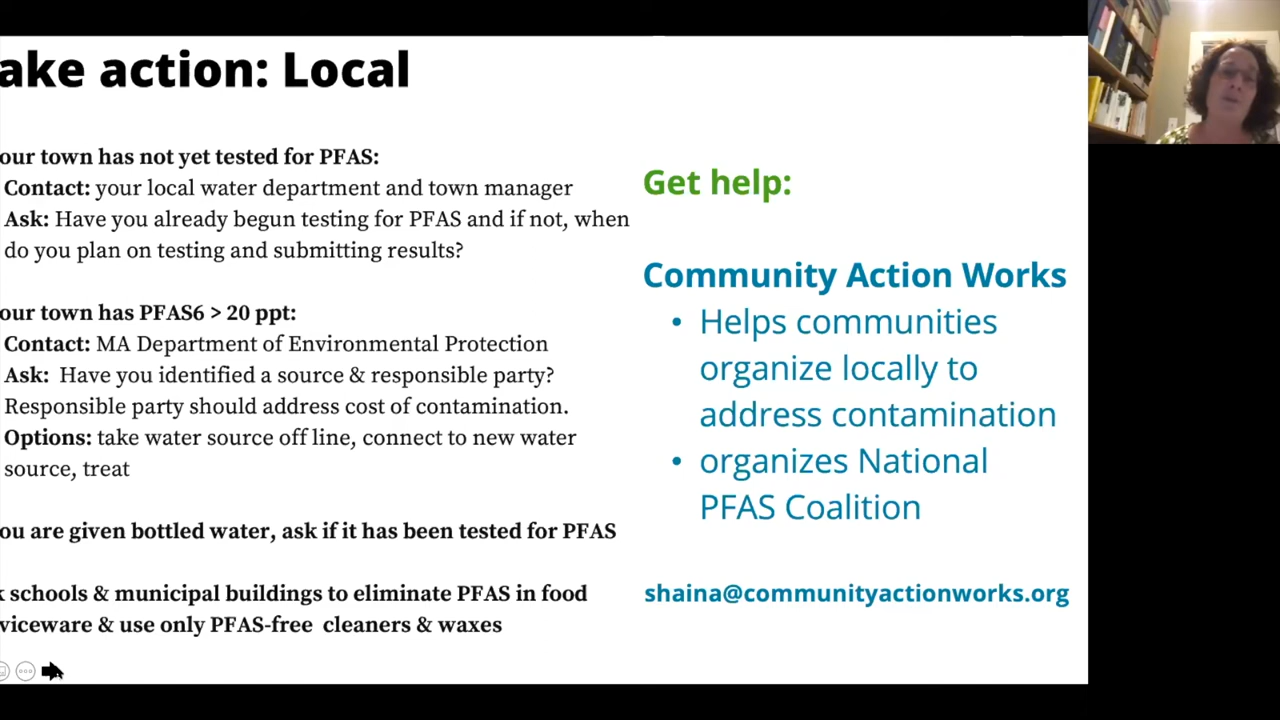 ake action: Local
our town has not yet tested for PFAS:
Contact: your local water department and town manager
Ask: Have you already begun testing for PFAS and if not, when
do you plan on testing and submitting results?
our town has PFAS6 > 20 ppt:
Contact: MA Department of Environmental Protection
Ask: Have you identified a source & responsible party?
Responsible party should address cost of contamination.
Options: take water source off line, connect to new water
source, treat
ou are given bottled water, ask if it has been tested for PFAS
k schools & municipal buildings to eliminate PFAS in food
viceware & use only PFAS-free cleaners & waxes
Get help:
Community Action Works
• Helps communities
organize locally to
address contamination
• organizes National
PFAS Coalition
shaina@communityactionworks.org